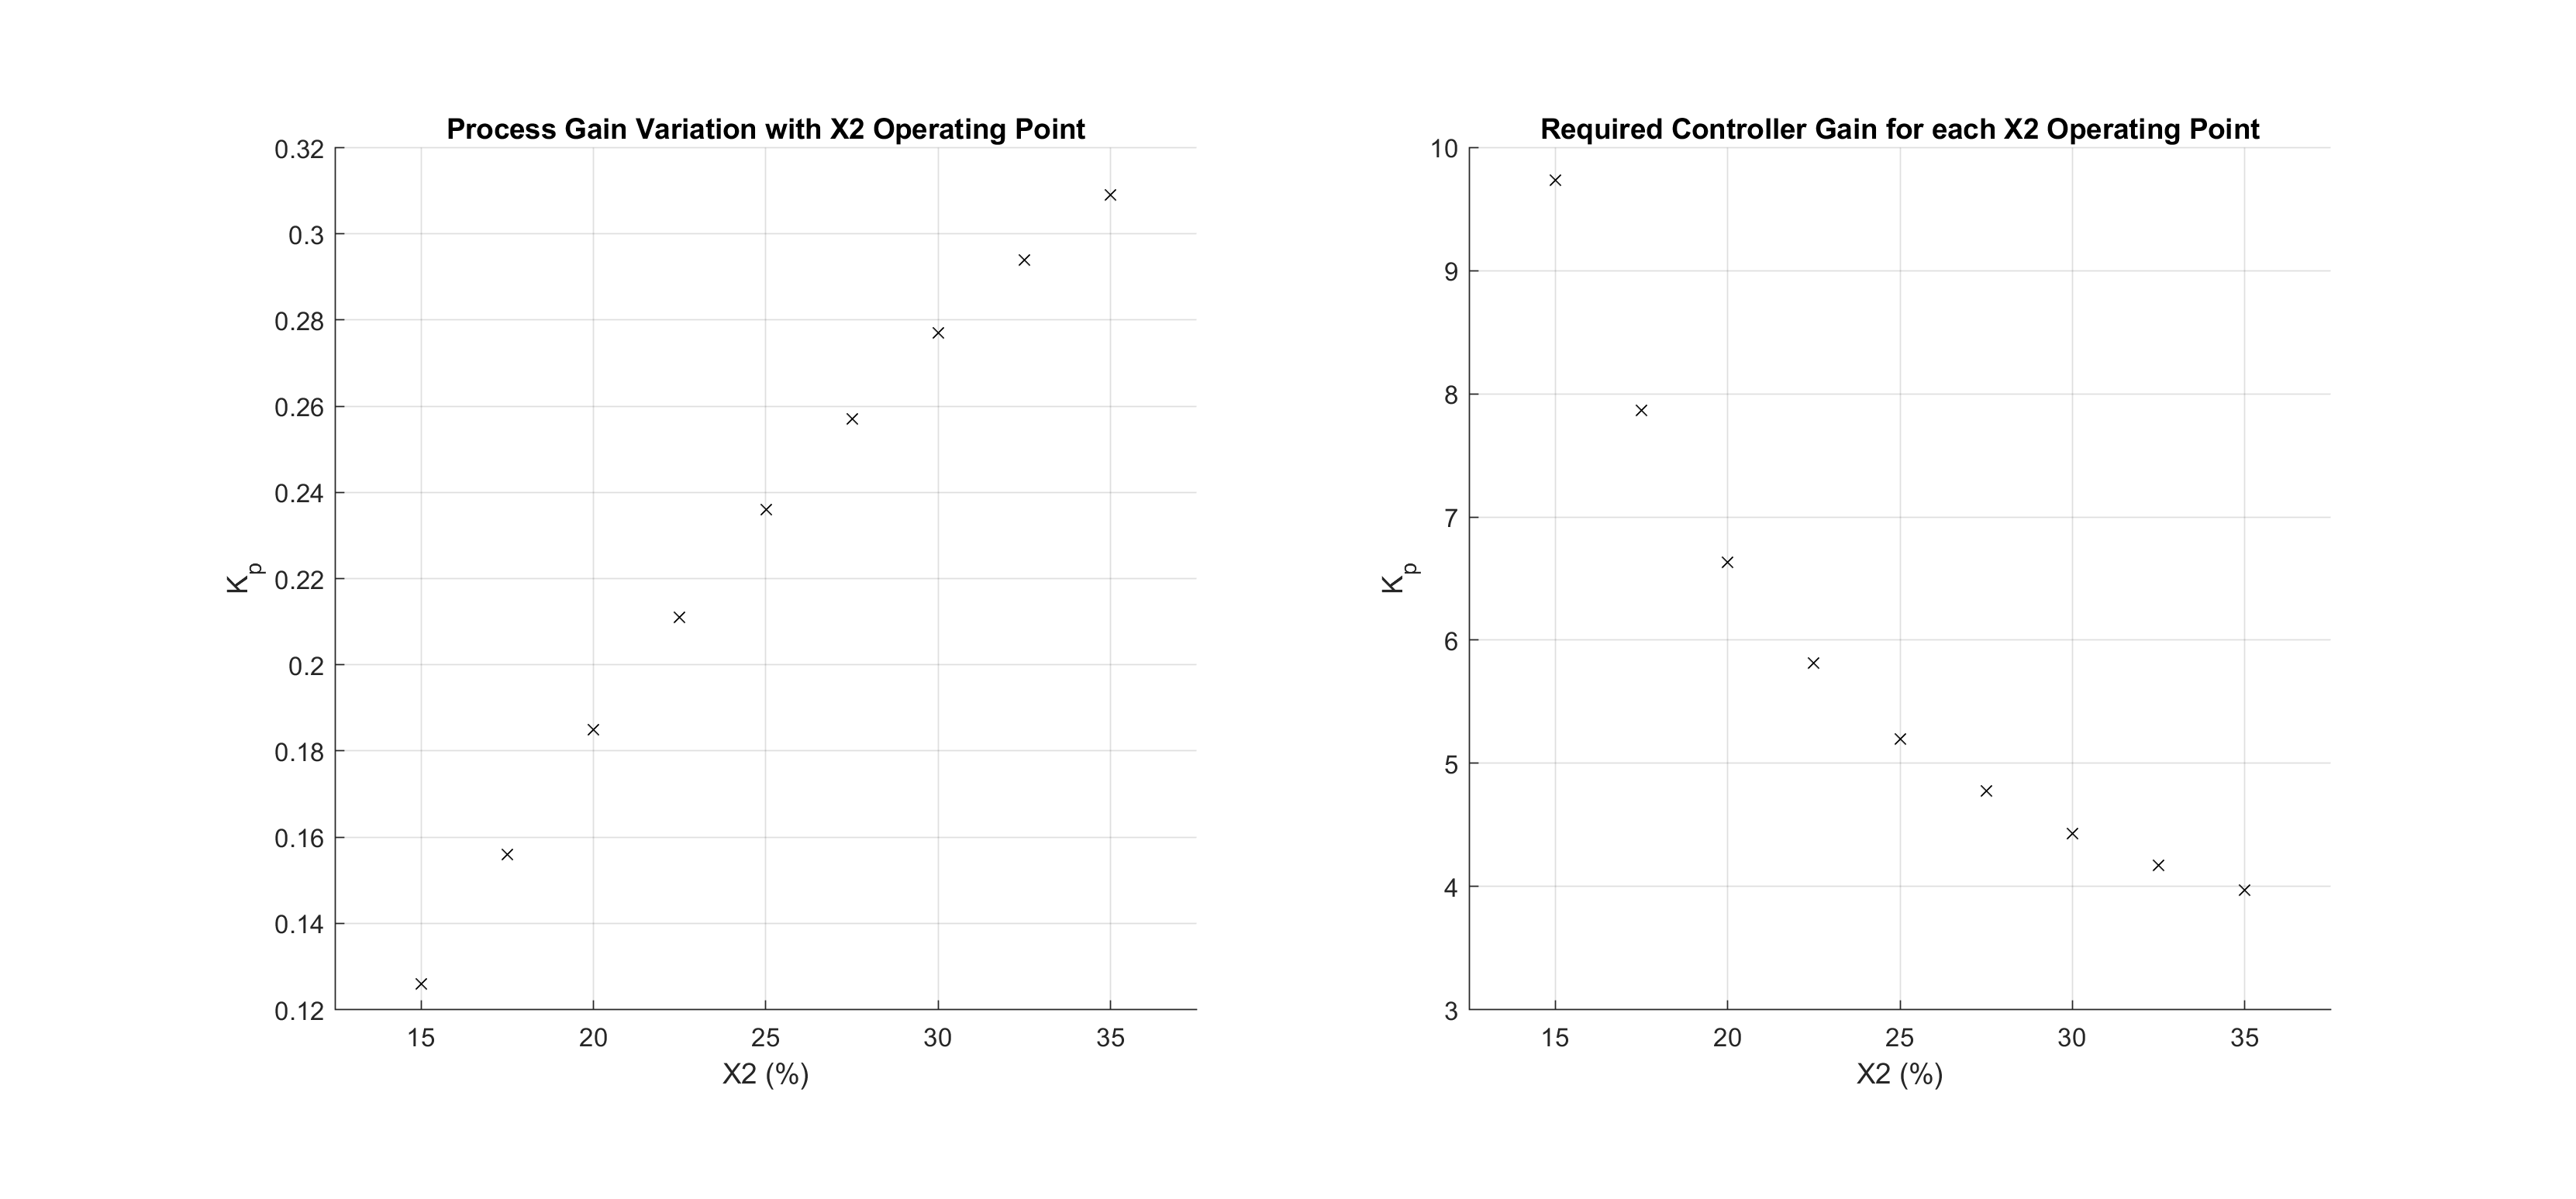 Process Gain Variation with X2 Operating Point
0.32
0.3
0.28
0.26
0.24
0.22
0.2
0.18
0.16
0.14
0.12
Kp
15 20 25 30 35
X2 (%)
Required Controller Gain for each X2 Operating Point
10
9
8
7
6
5
4
3
Kp
15 20 25 30 35
X2 (%)